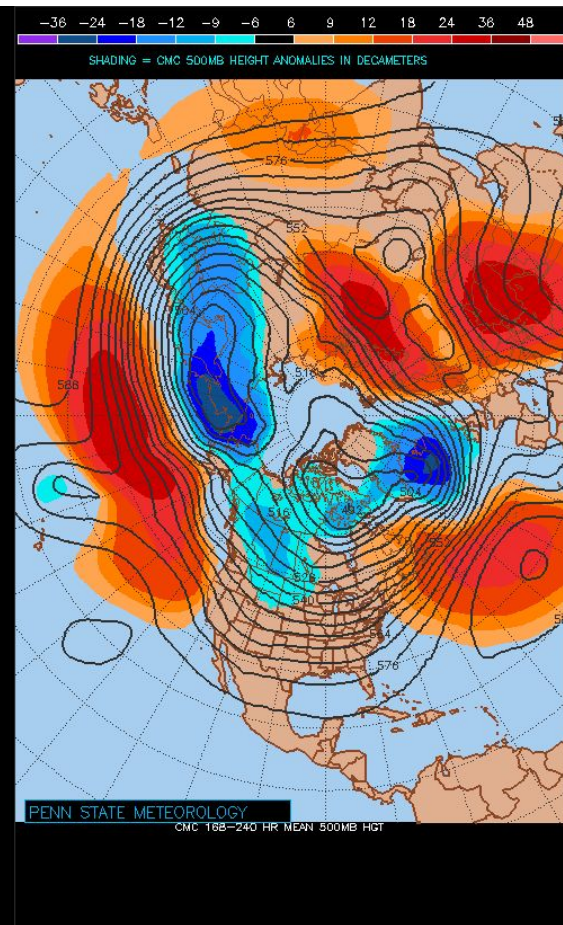 -36 -24 -18 -12 -9 -6 6 9 12 18 24 36 48
SHADING = CMC 500MB HEIGHT ANOMALIES IN DECAMETERS
576
552
504
588
516
504
552
528
540
564
576
PENN STATE METEOROLOGY
CMC 168-240 HR MEAN 500MB HGT